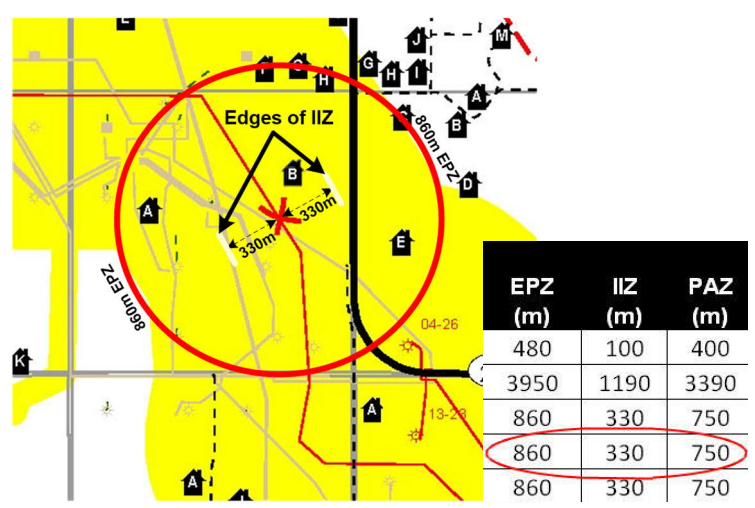 J
M
F
G
H
G
H
I
A
Edges of IIZ
860m EPZ
B
B
D
A
330m
330m
E
860m EPZ
04-26
K
A
13-23
A
EPZ
(m)
IIZ
(m)
PAZ
(m)
480 100 400
3950 1190 3390
860 330 750
860 330 750
860 330 750